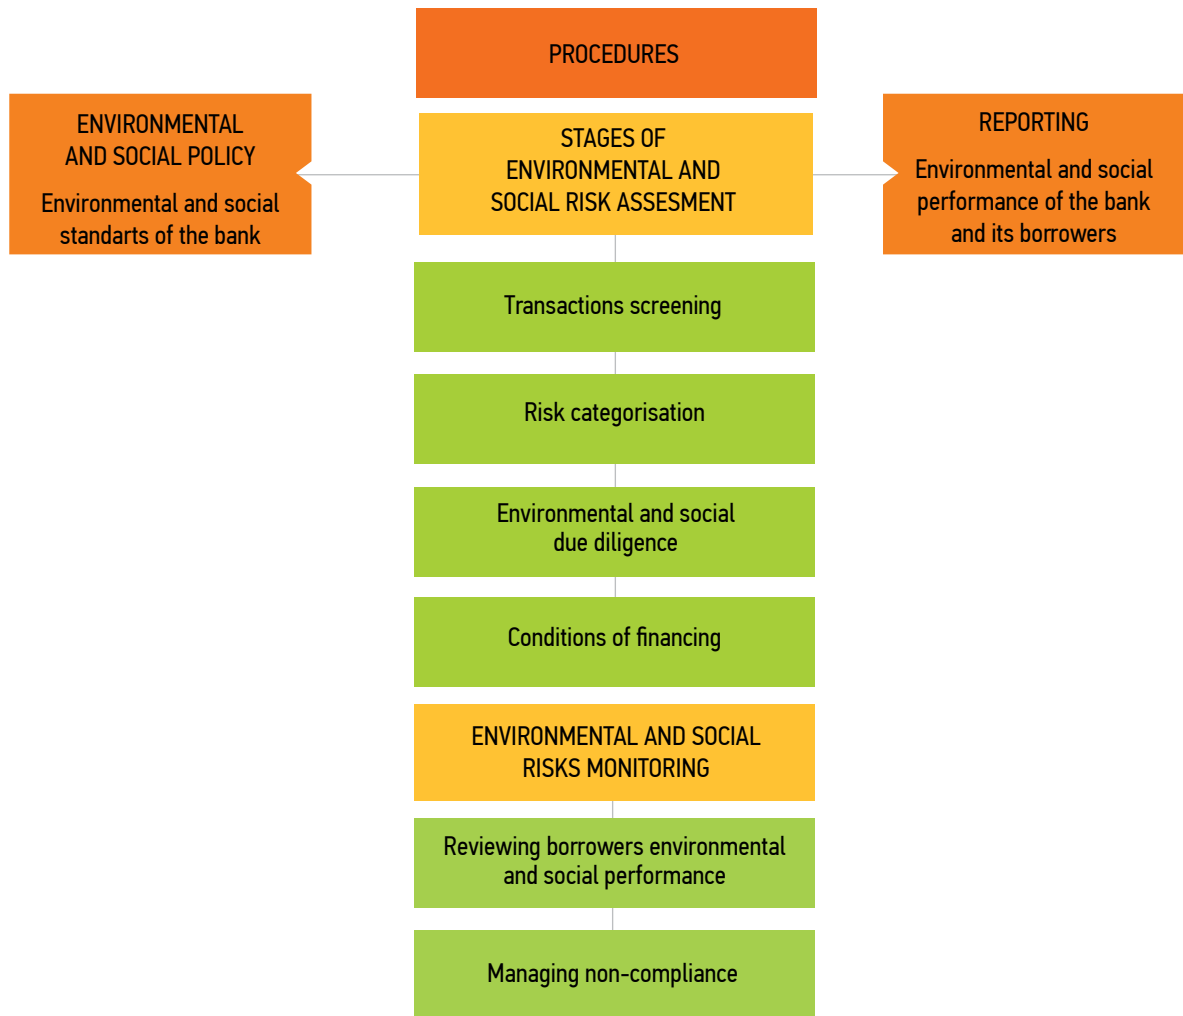 PROCEDURES
ENVIRONMENTAL
AND SOCIAL POLICY
Environmental and social
standarts of the bank
STAGES OF
ENVIRONMENTAL AND
SOCIAL RISK ASSESMENT
REPORTING
Environmental and social
performance of the bank
and its borrowers
Transactions screening
Risk categorisation
Environmental and social
due diligence
Conditions of financing
ENVIRONMENTAL AND SOCIAL
RISKS MONITORING
Reviewing borrowers environmental
and social performance
Managing non-compliance